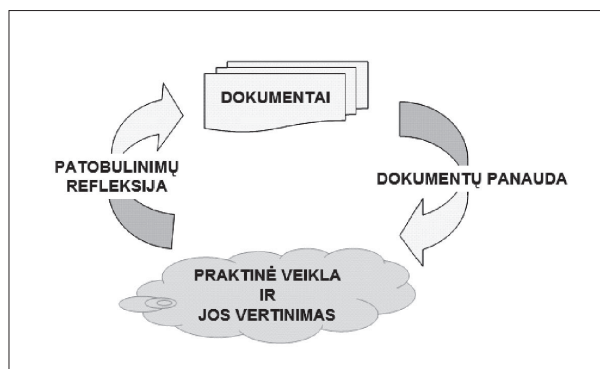 DOKUMENTAI
PATOBULINIMŲ
REFLEKSIJA
DOKUMENTŲ PANAUDA
PRAKTINĖ VEIKLA
IR
JOS VERTINIMAS